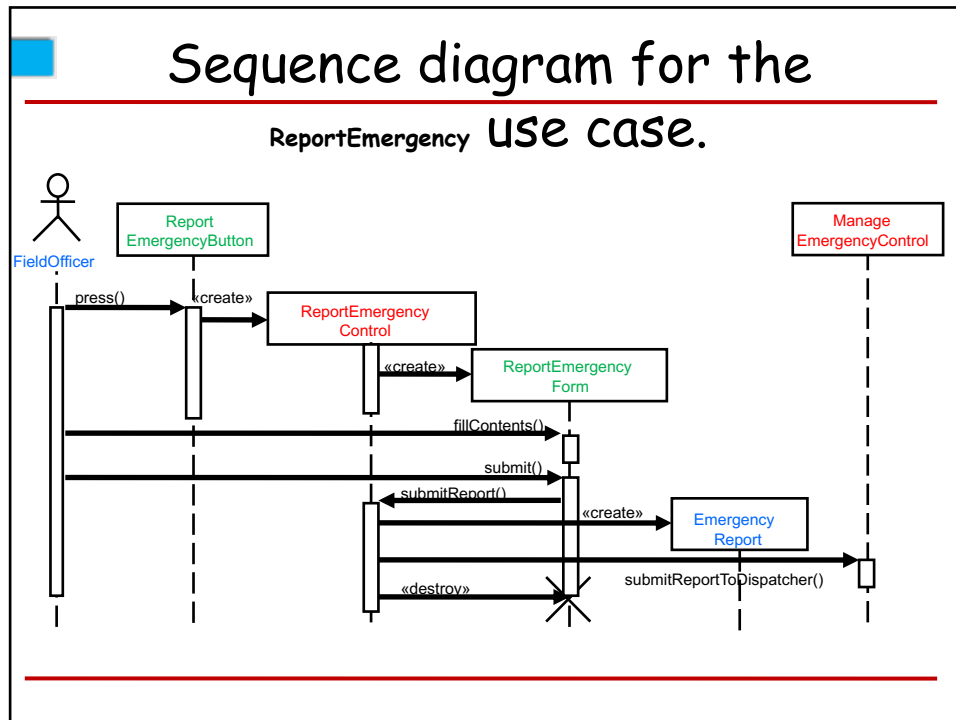 Sequence diagram for the
ReportEmergency use case.
Report
EmergencyButton
Manage
EmergencyControl
FieldOfficer
press()
«create»
ReportEmergency
Control
«create»
ReportEmergency
Form
fillContents()
submit()
submitReport()
«create»
Emergency
Report
submitReportToDispatcher()
«destroy»